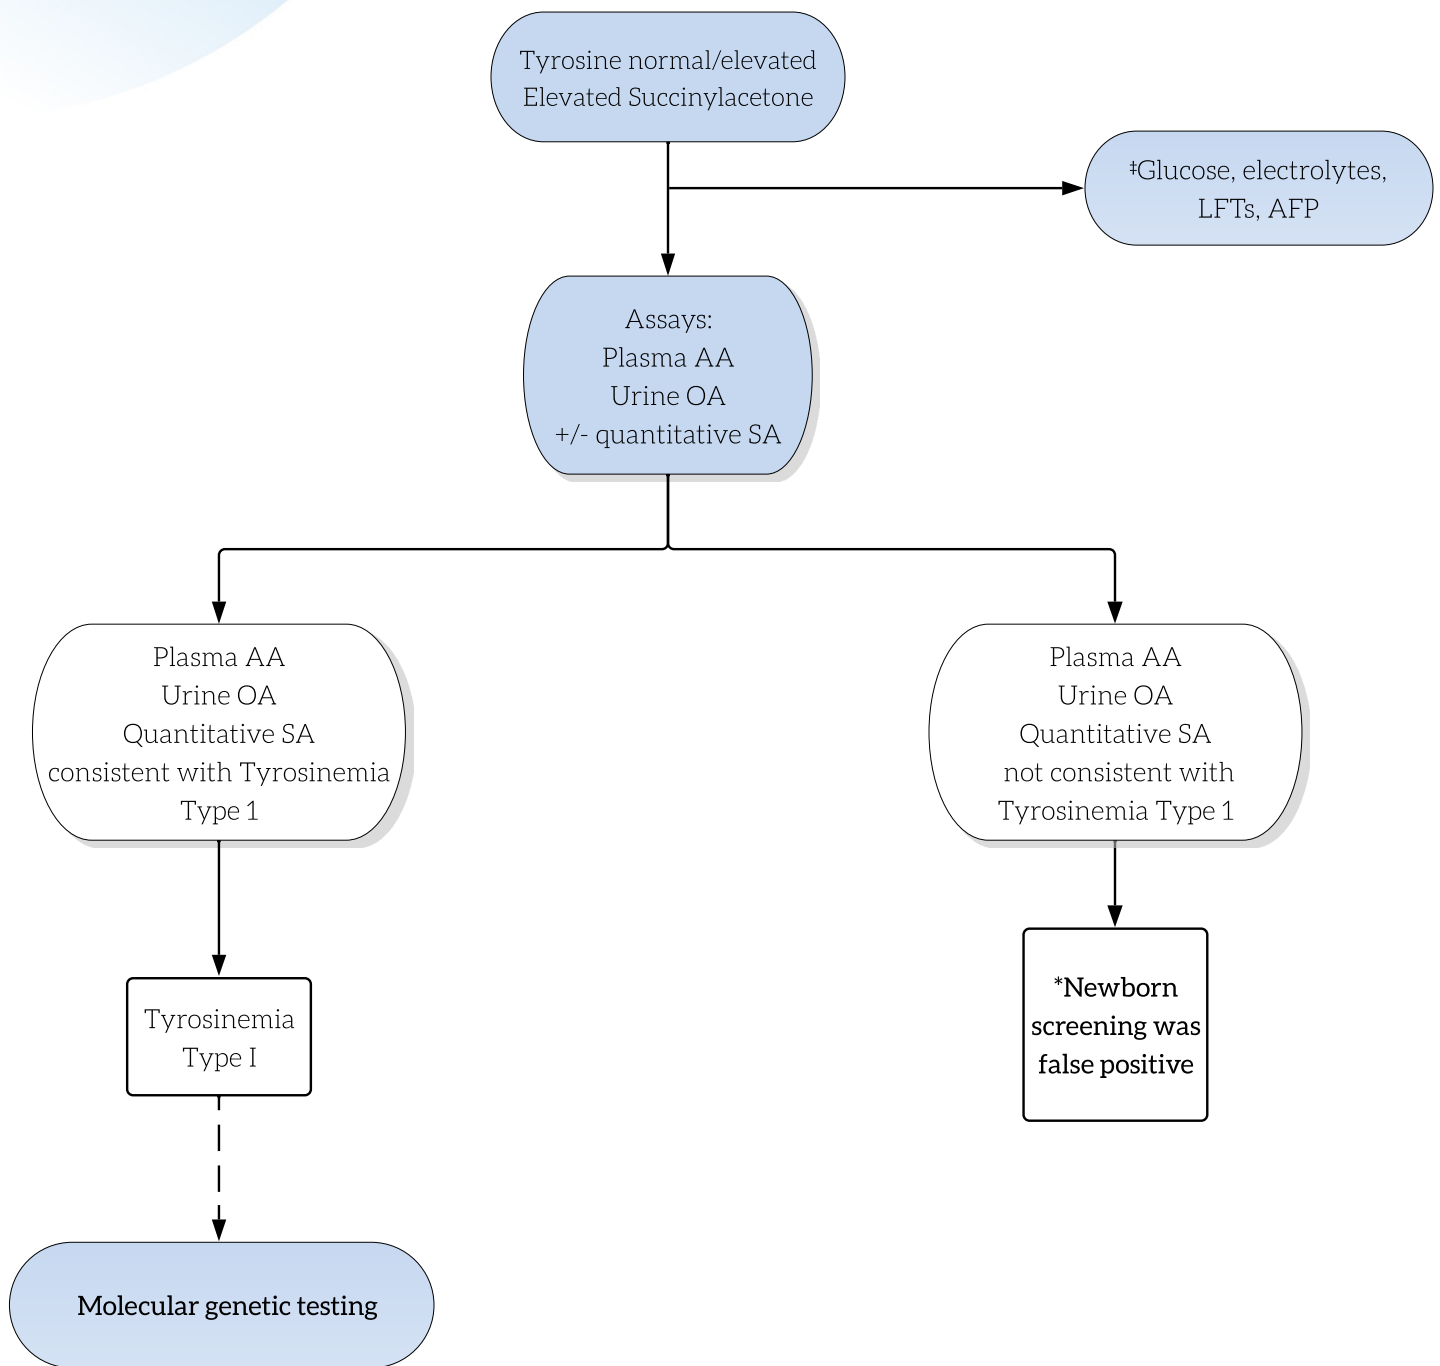 Tyrosine normal/elevated
Elevated Succinylacetone
‡Glucose, electrolytes,
LFTs, AFP
Assays:
Plasma AA
Urine OA
+/- quantitative SA
Plasma AA
Urine OA
Quantitative SA
consistent with Tyrosinemia
Type 1
Plasma AA
Urine OA
Quantitative SA
not consistent with
Tyrosinemia Type 1
Tyrosinemia
Type I
*Newborn
screening was
false positive
Molecular genetic testing